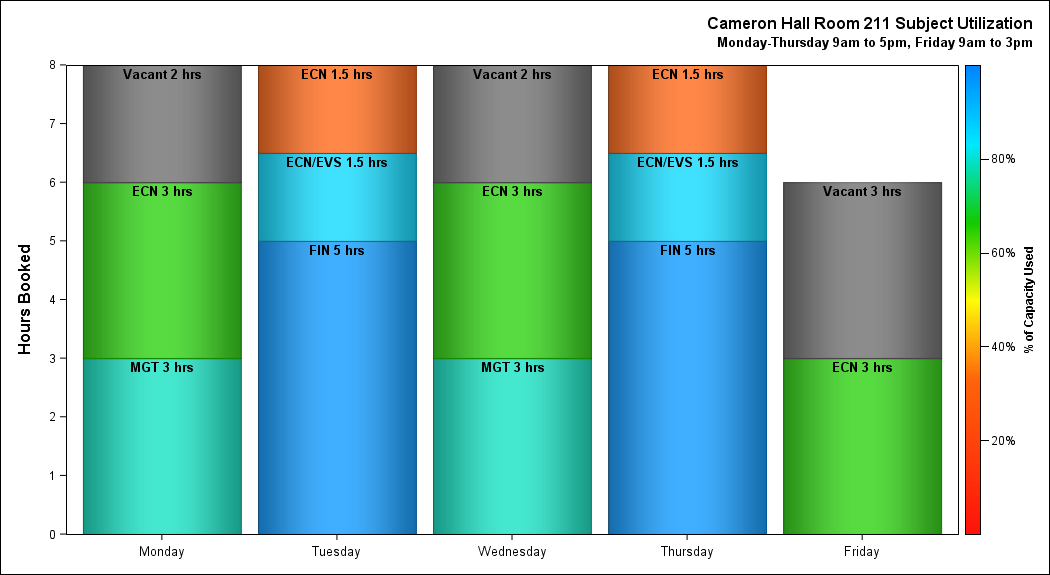 Cameron Hall Room 211 Subject Utilization
Monday-Thursday 9am to 5pm, Friday 9am to 3pm
Hours Booked
8
7
6
5
4
3
2
1
0
Vacant 2 hrs
ECN 3 hrs
MGT 3 hrs
ECN 1.5 hrs
ECN/EVS 1.5 hrs
FIN 5 hrs
Vacant 2 hrs
ECN 3 hrs
MGT 3 hrs
ECN 1.5 hrs
ECN/EVS 1.5 hrs
FIN 5 hrs
Vacant 3 hrs
ECN 3 hrs
Monday
Tuesday
Wednesday
Thursday
Friday
80%
60%
40%
20%
% of Capacity Used